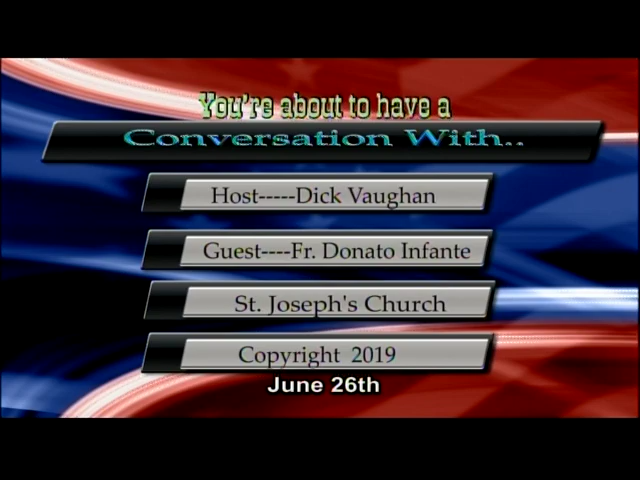 You're about to have a
Conversation With..
Host-----Dick Vaughan
Guest----Fr. Donato Infante
St. Joseph's Church
Copyright 2019
June 26th